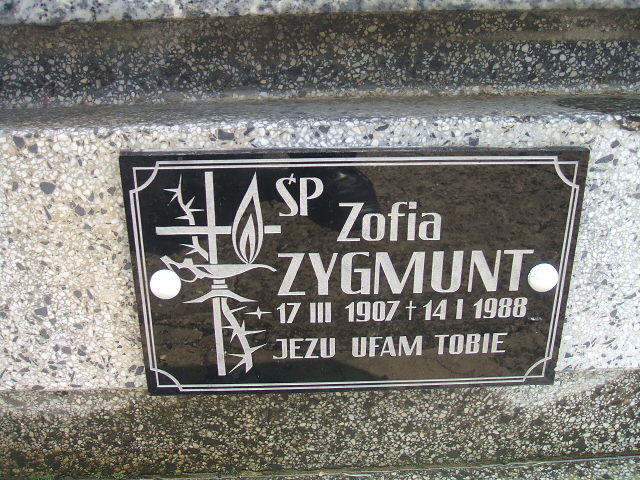 ŚP
Zofia
ZYGMUNT
17 III 1907 † 14 I 1988
JEZU UFAM TOBIE